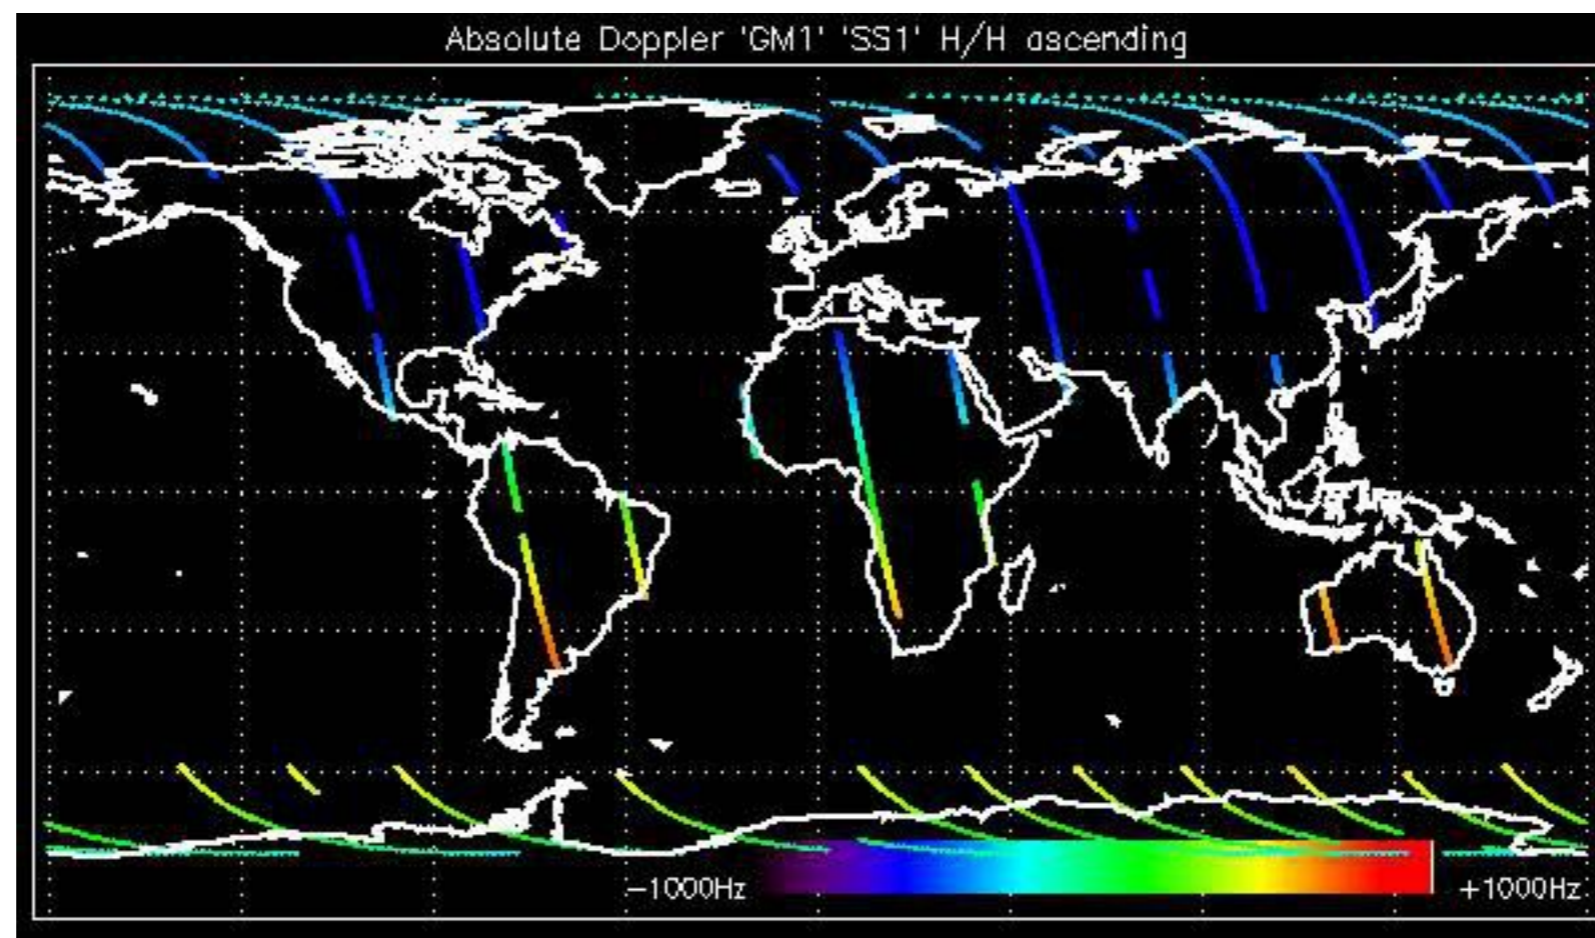 Absolute Doppler 'GM1' 'SS1' H/H ascending
−1000Hz
+1000Hz